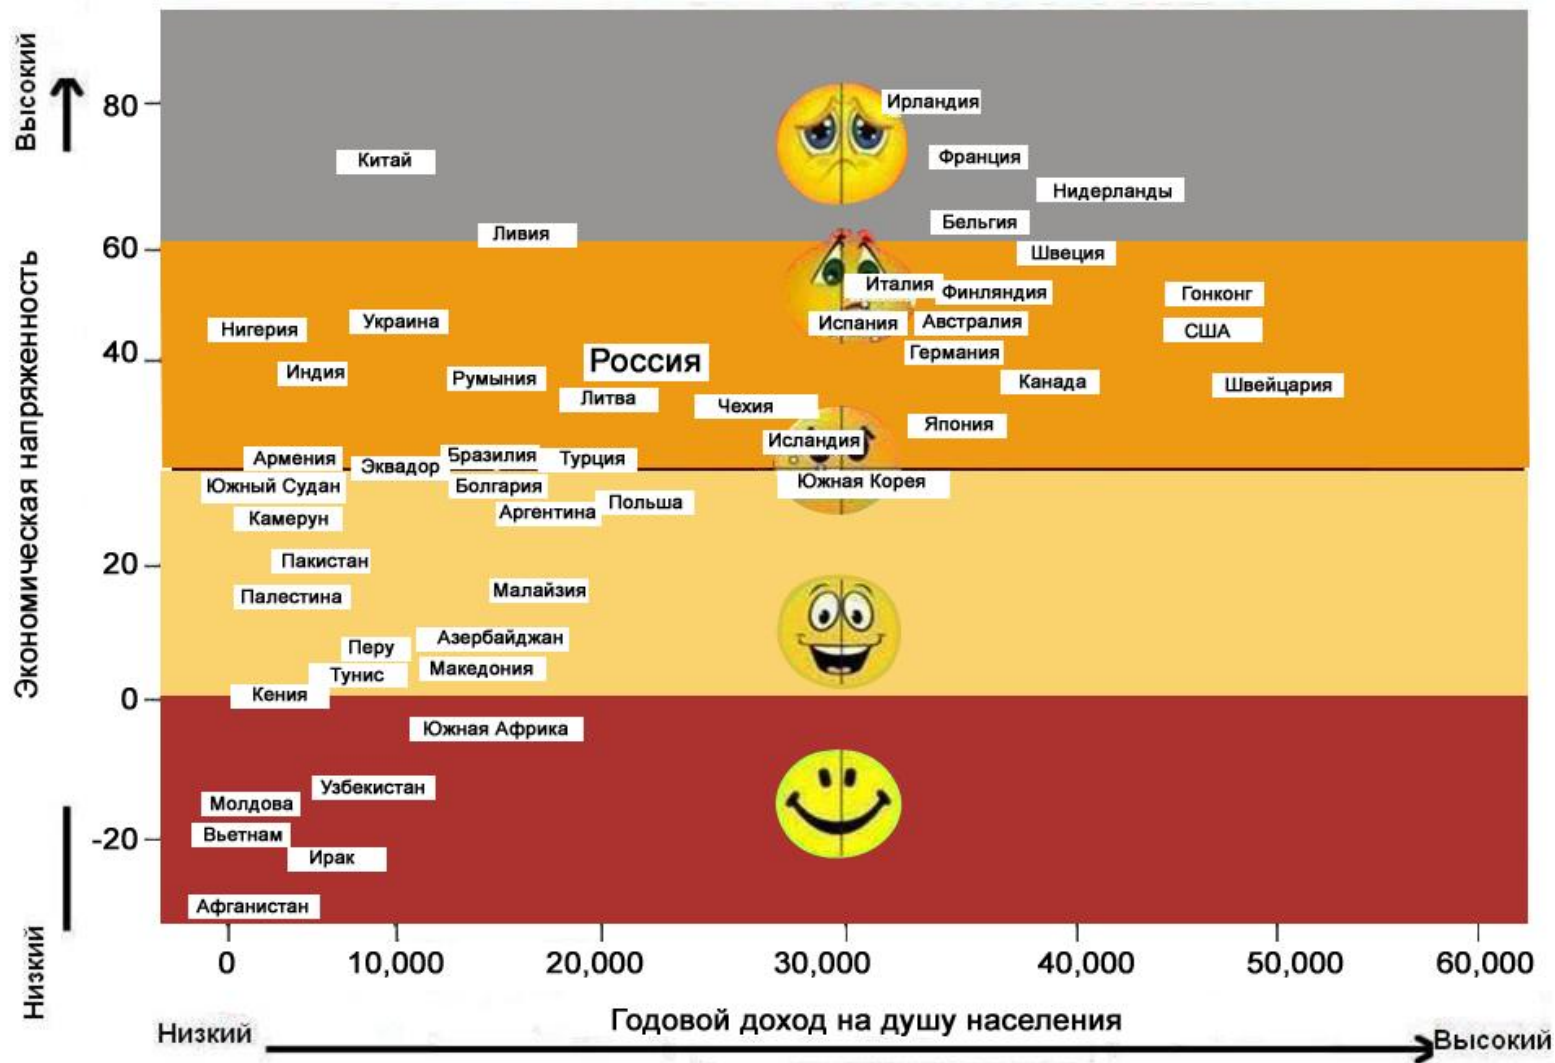 Высокий
80
60
40
20
0
-20
Экономическая напряженность
Низкий
Ирландия
Китай
Франция
Нидерланды
Бельгия
Ливия
Швеция
Италия
Финляндия
Гонконг
Нигерия
Украина
Испания
Австралия
США
Германия
Россия
Индия
Румыния
Канада
Швейцария
Литва
Чехия
Япония
Исландия
Армения
Эквадор
Бразилия
Турция
Южный Судан
Болгария
Южная Корея
Камерун
Аргентина
Польша
Пакистан
Палестина
Малайзия
Перу
Азербайджан
Тунис
Македония
Кения
Южная Африка
Узбекистан
Молдова
Вьетнам
Ирак
Афганистан
0 10,000 20,000 30,000 40,000 50,000 60,000
Годовой доход на душу населения
Низкий
Высокий